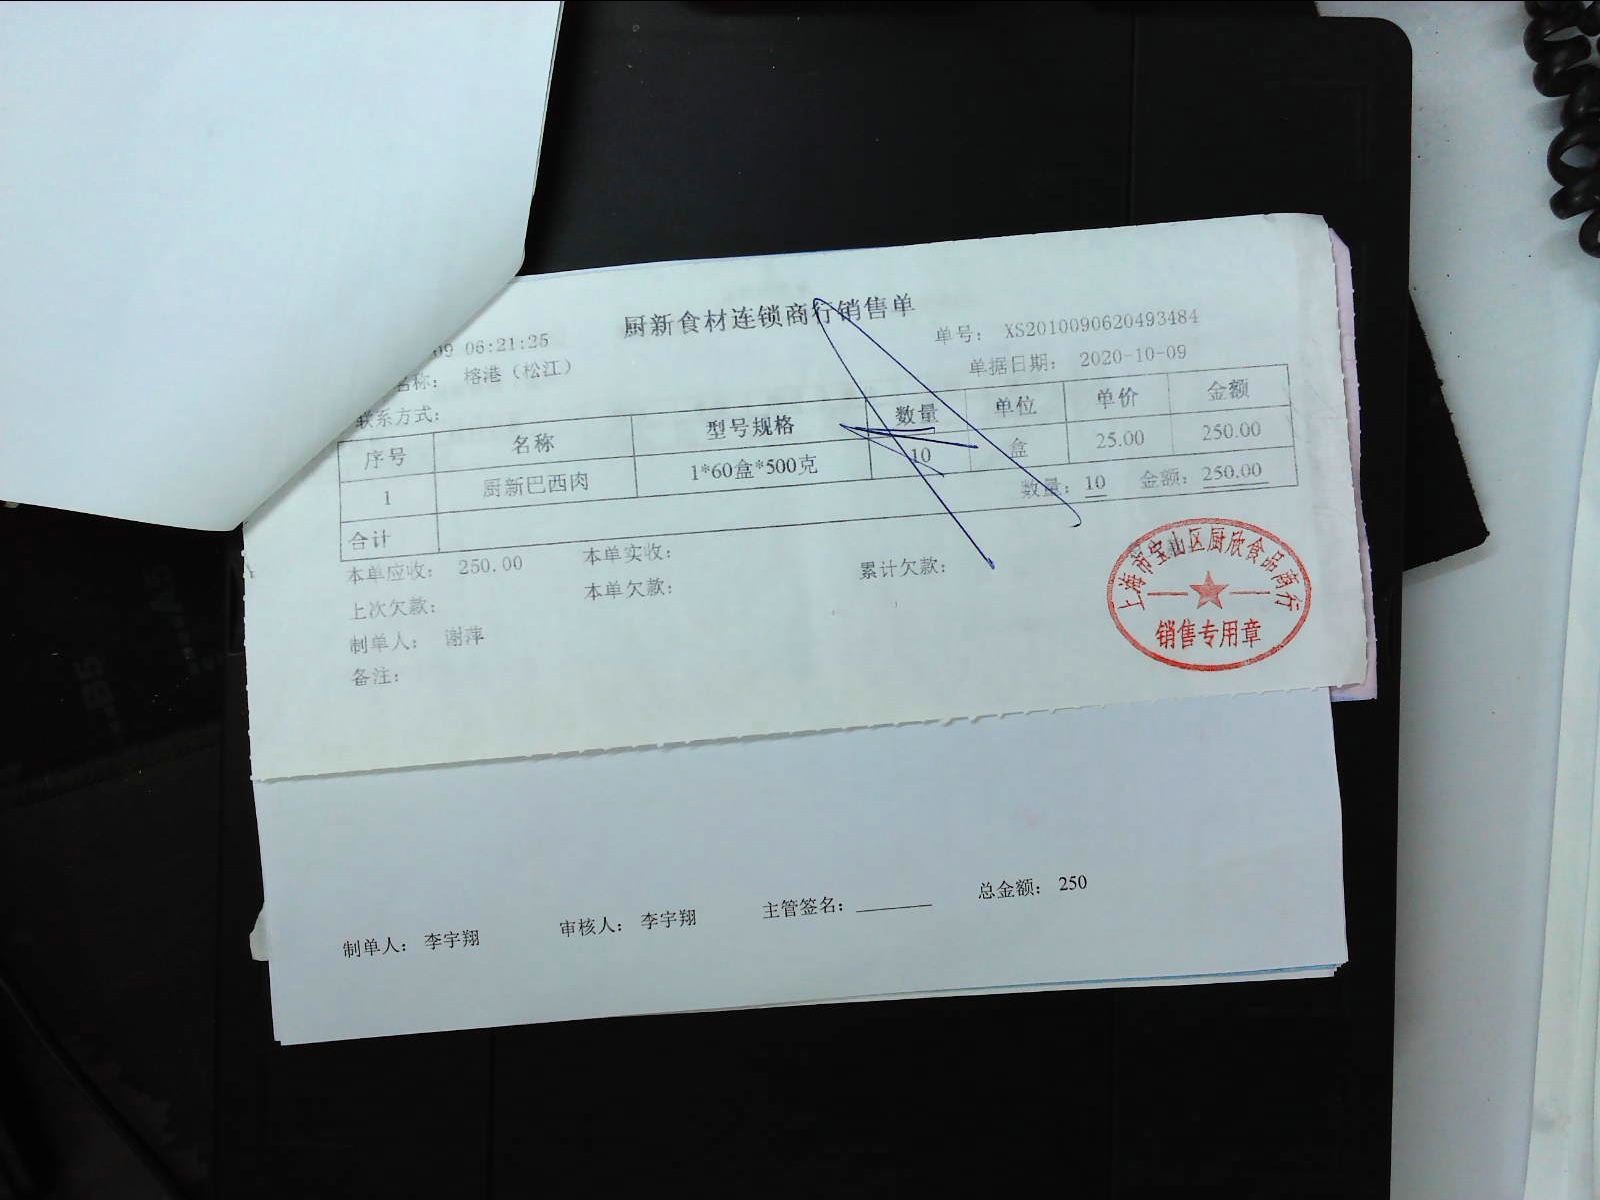 厨新食材连锁商行销售单
09 06:21:25
单号： XS2010090620493484
名称： 榕港（松江）
单据日期： 2020-10-09
联系方式：
序号 名称 型号规格 数量 单位 单价 金额
1 厨新巴西肉 1*60盒*500克 10 盒 25.00 250.00
合计 数量：10 金额：250.00
本单应收： 250.00 本单实收：
上次欠款： 本单欠款： 累计欠款：
制单人： 谢萍
备注：
上海市宝山区厨欣食品商行
销售专用章
制单人： 李宇翔 审核人： 李宇翔 主管签名： 总金额： 250